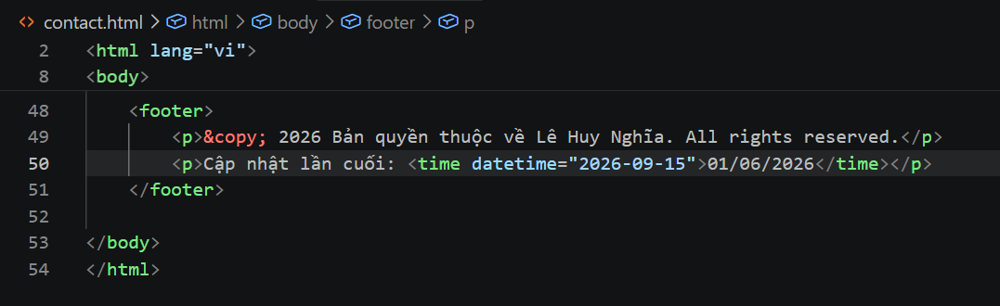 contact.html > html > body > footer > p
2 <html lang="vi">
8 <body>
48 <footer>
49 <p>&copy; 2026 Bản quyền thuộc về Lê Huy Nghĩa. All rights reserved.</p>
50 <p>Cập nhật lần cuối: <time datetime="2026-09-15">01/06/2026</time></p>
51 </footer>
52
53 </body>
54 </html>